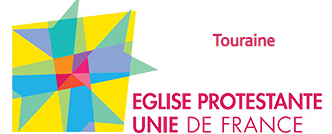 Touraine
EGLISE PROTESTANTE
UNIE DE FRANCE